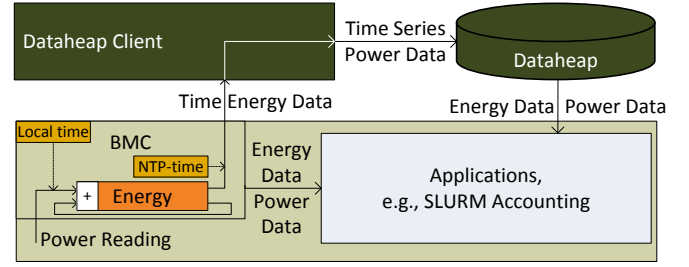 Dataheap Client
Time Series
Power Data
Dataheap
Time Energy Data
Energy Data Power Data
Local time
BMC
NTP-time
+ Energy
Power Reading
Energy
Data
Power
Data
Applications,
e.g., SLURM Accounting